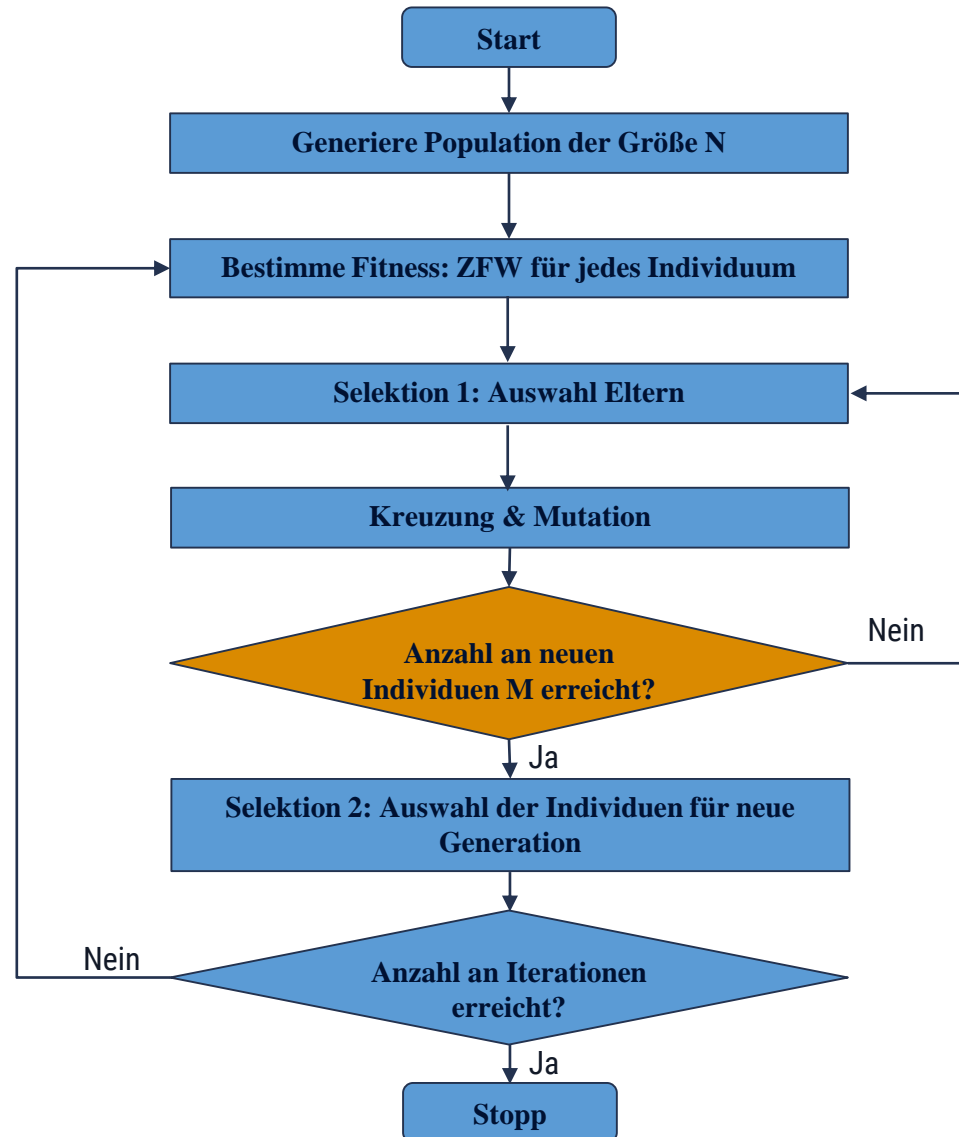 Start
Generiere Population der Größe N
Bestimme Fitness: ZFW für jedes Individuum
Selektion 1: Auswahl Eltern
Kreuzung & Mutation
Anzahl an neuen
Individuen M erreicht?
Nein
Ja
Selektion 2: Auswahl der Individuen für neue
Generation
Nein
Anzahl an Iterationen
erreicht?
Ja
Stopp